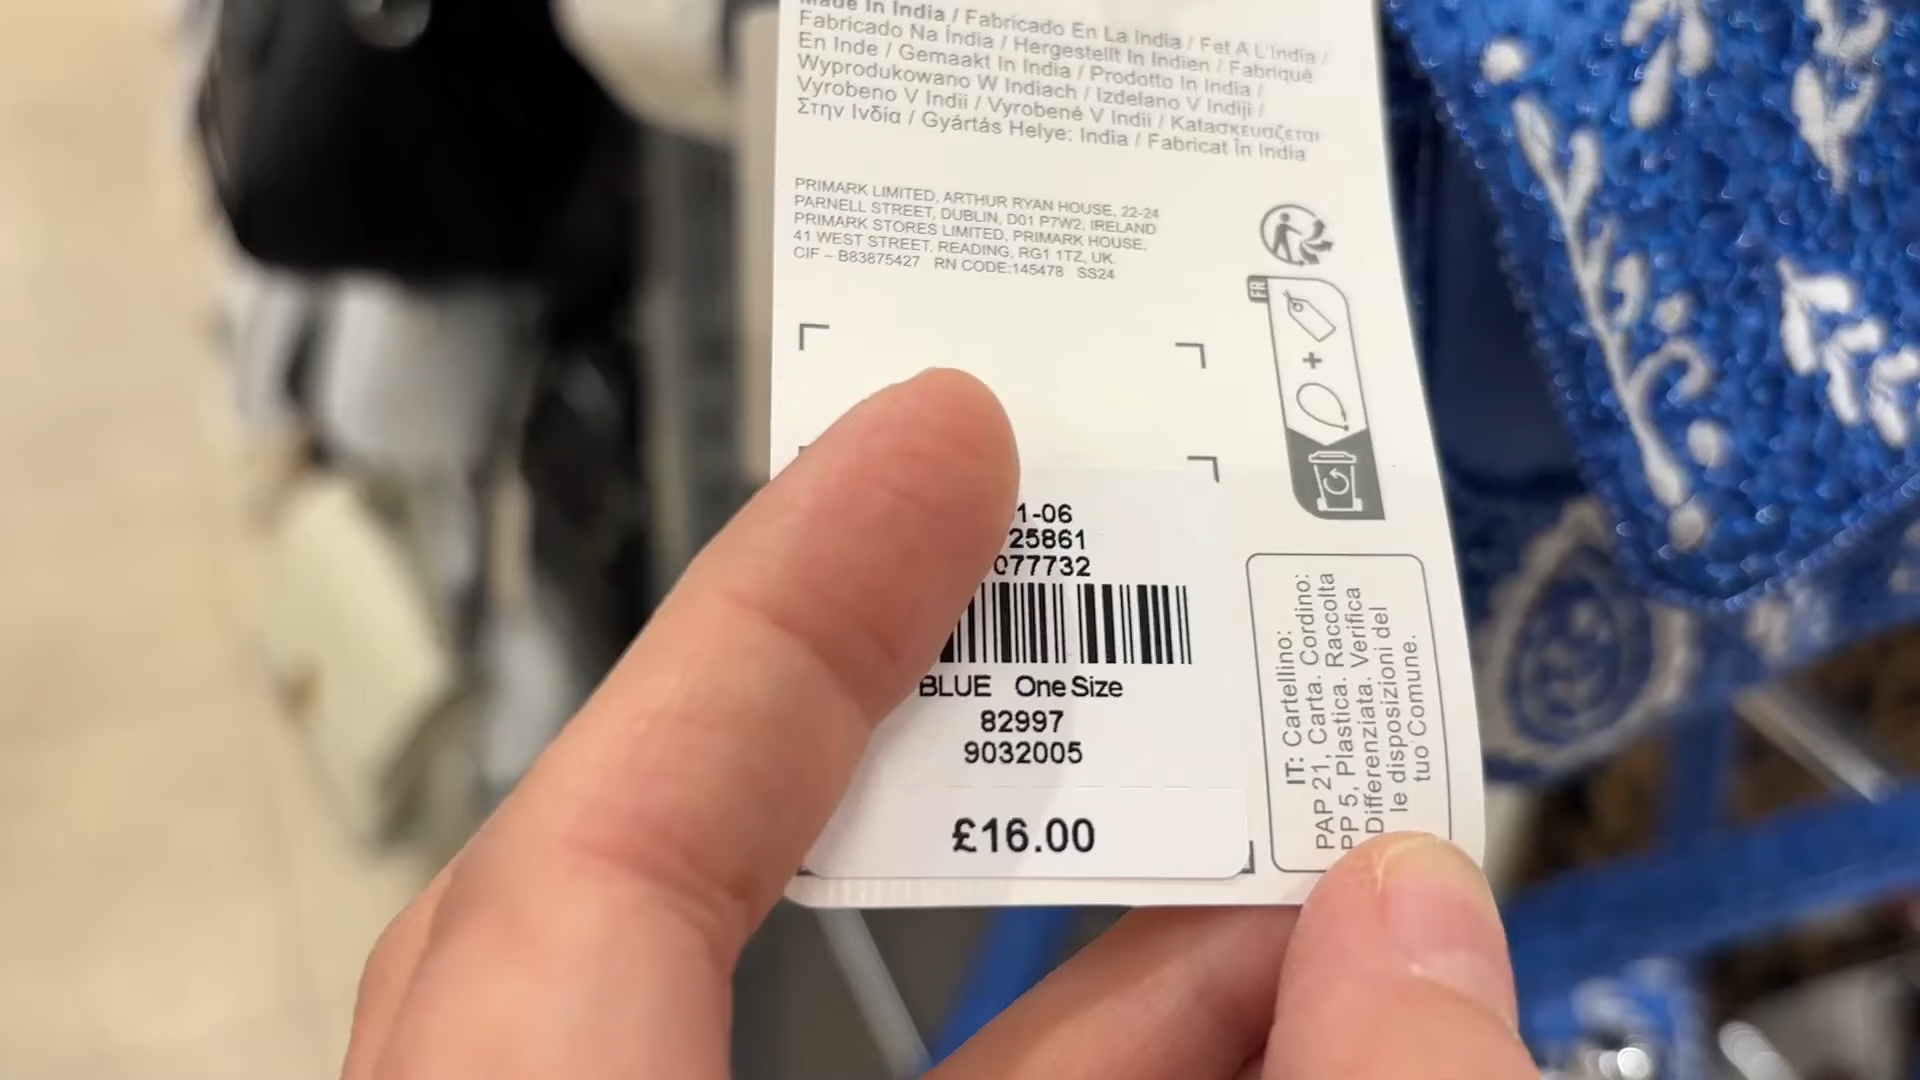 Made In India / Fabricado En La India / Fet A L'India /
Fabricado Na Índia / Hergestellt In Indien / Fabriqué
En Inde / Gemaakt In India / Prodotto In India /
Wyprodukowano W Indiach / Izdelano V Indiji /
Vyrobeno V Indii / Vyrobené V Indii / Κατασκευάζεται
Στην Ινδία / Gyártás Helye: India / Fabricat în India
PRIMARK LIMITED, ARTHUR RYAN HOUSE, 22-24
PARNELL STREET, DUBLIN, D01 P7W2, IRELAND
PRIMARK STORES LIMITED, PRIMARK HOUSE,
41 WEST STREET, READING, RG1 1TZ, UK.
CIF – B83875427 RN CODE:145478 SS24
FR
1-06
25861
077732
BLUE One Size
82997
9032005
£16.00
IT: Cartellino:
PAP 21, Carta. Cordino:
PP 5, Plastica. Raccolta
Differenziata. Verifica
le disposizioni del
tuo Comune.